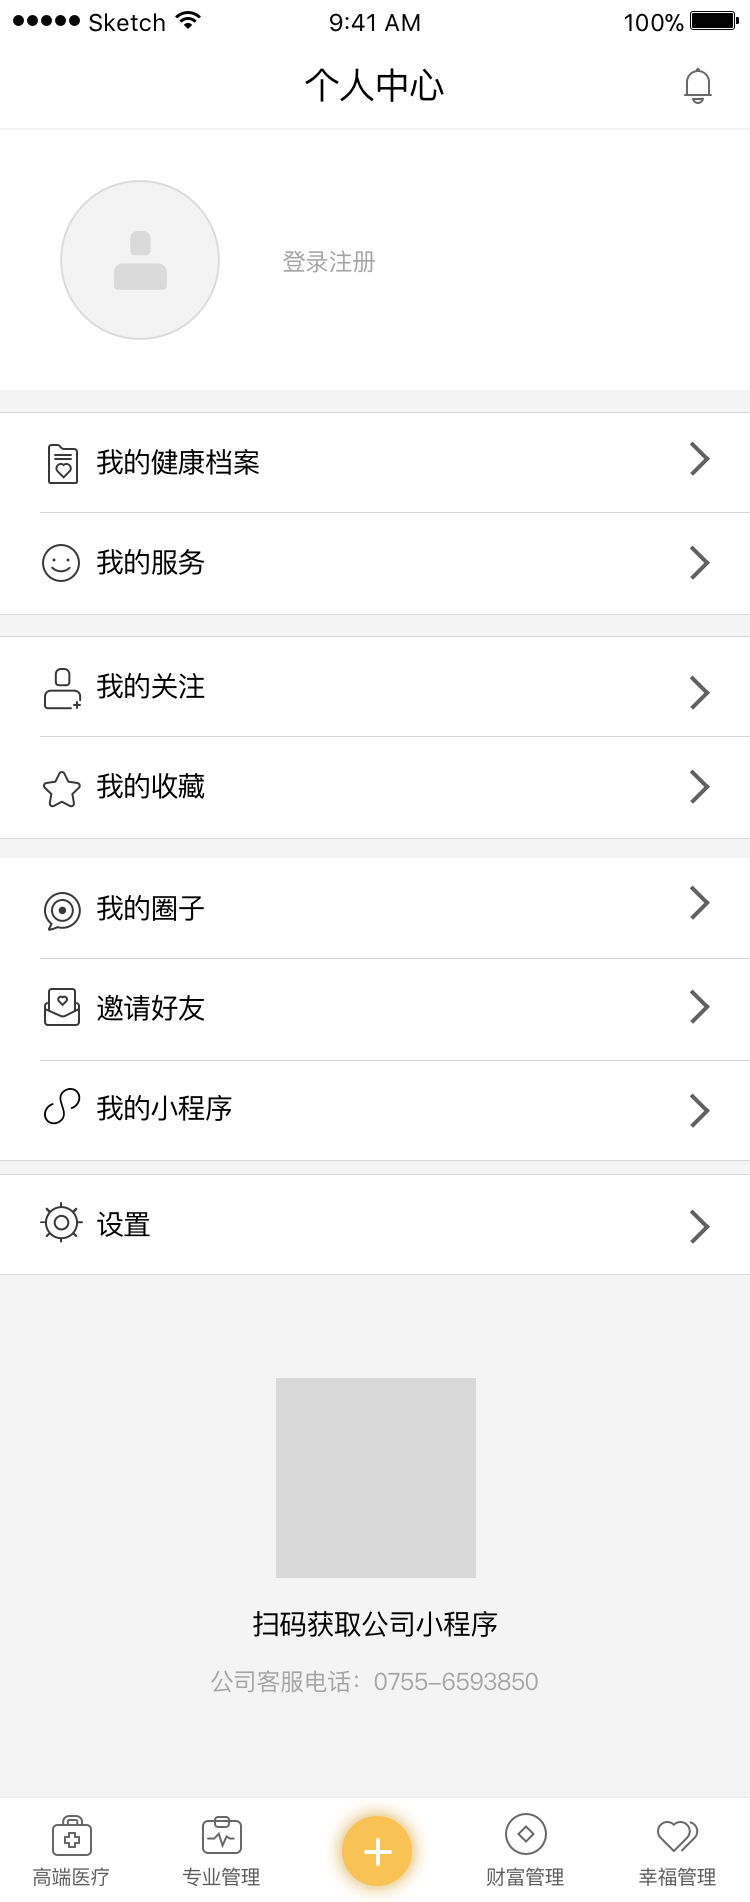 Sketch 9:41 AM 100%
个人中心
登录注册
我的健康档案
我的服务
我的关注
我的收藏
我的圈子
邀请好友
我的小程序
设置
扫码获取公司小程序
公司客服电话：0755-6593850
高端医疗 专业管理 财富管理 幸福管理